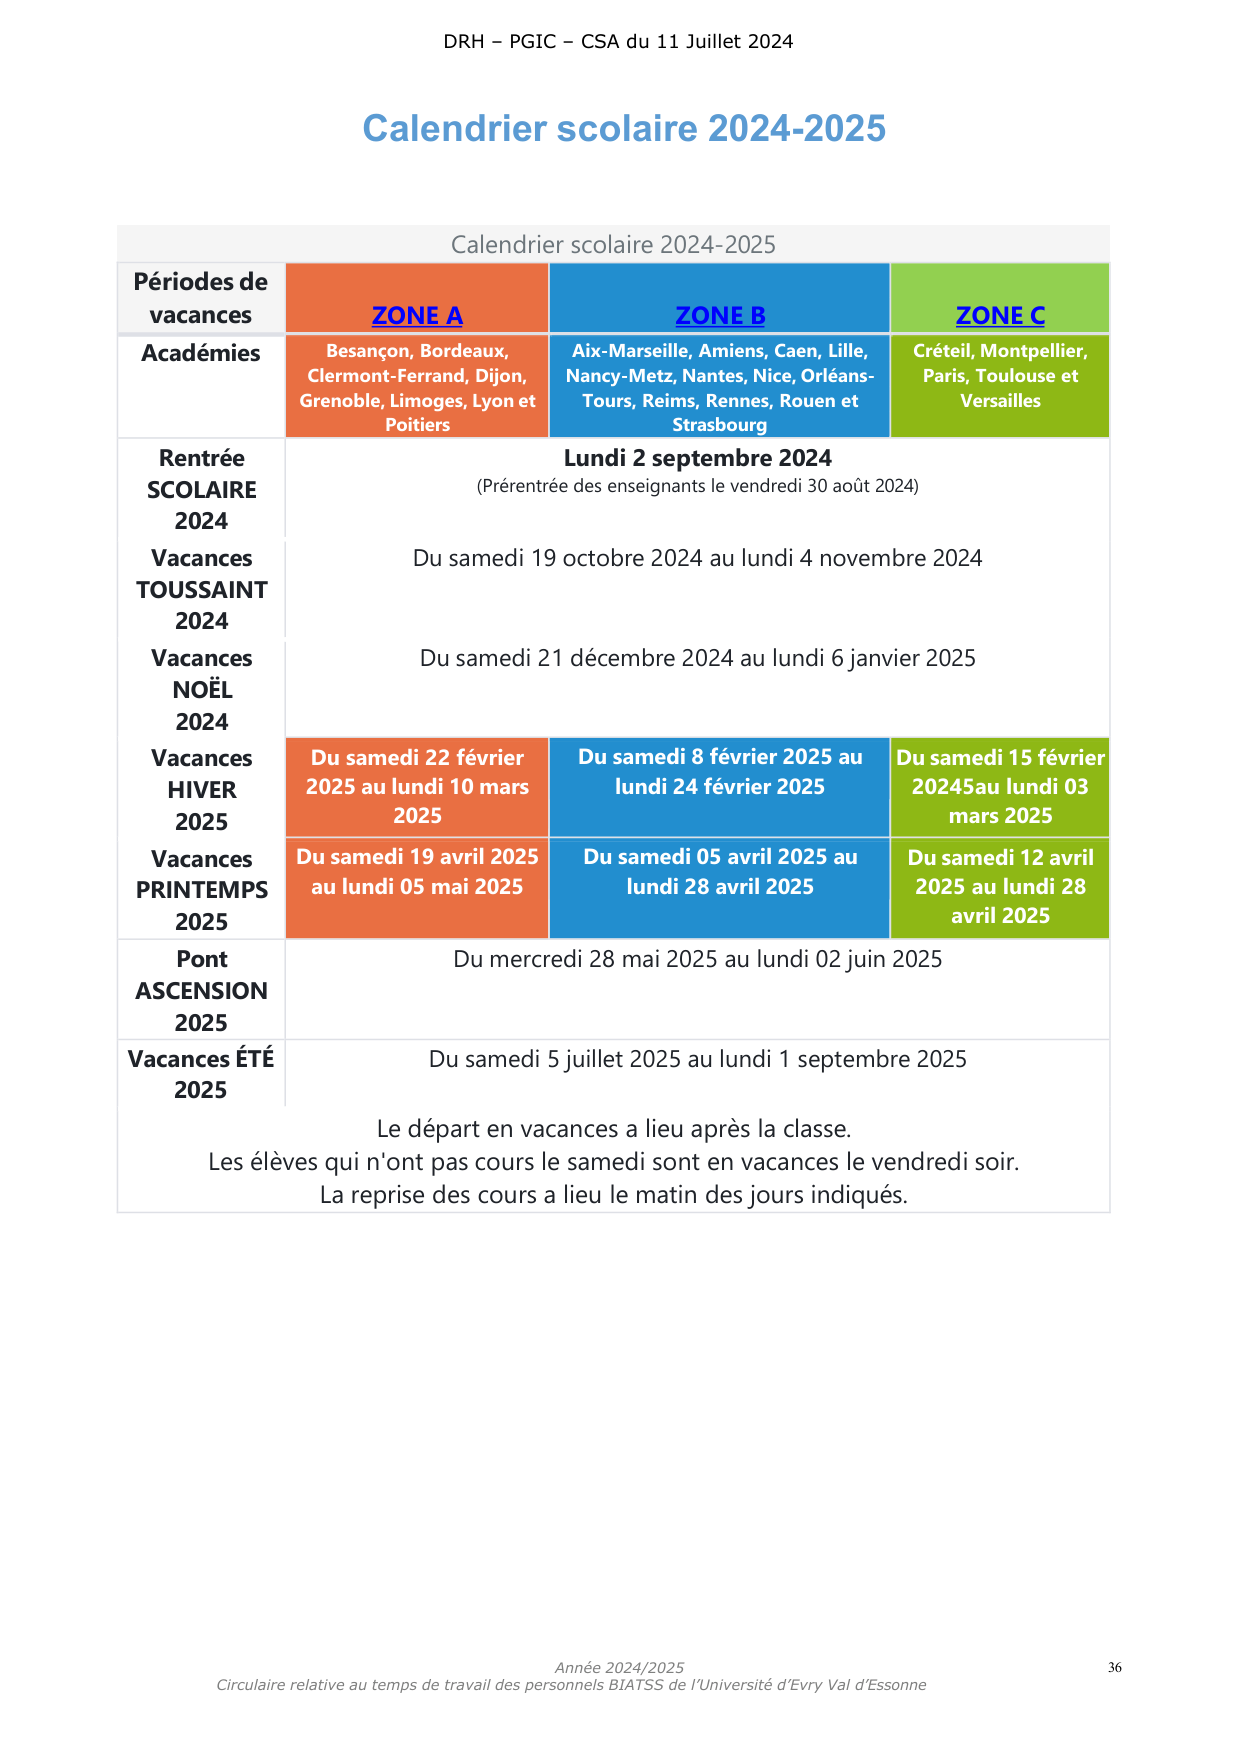 DRH – PGIC – CSA du 11 Juillet 2024
Calendrier scolaire 2024-2025
Calendrier scolaire 2024-2025
Périodes de
vacances
ZONE A
ZONE B
ZONE C
Académies
Besançon, Bordeaux,
Clermont-Ferrand, Dijon,
Grenoble, Limoges, Lyon et
Poitiers
Aix-Marseille, Amiens, Caen, Lille,
Nancy-Metz, Nantes, Nice, Orléans-
Tours, Reims, Rennes, Rouen et
Strasbourg
Créteil, Montpellier,
Paris, Toulouse et
Versailles
Rentrée
SCOLAIRE
2024
Lundi 2 septembre 2024
(Prérentrée des enseignants le vendredi 30 août 2024)
Vacances
TOUSSAINT
2024
Du samedi 19 octobre 2024 au lundi 4 novembre 2024
Vacances
NOËL
2024
Du samedi 21 décembre 2024 au lundi 6 janvier 2025
Vacances
HIVER
2025
Du samedi 22 février
2025 au lundi 10 mars
2025
Du samedi 8 février 2025 au
lundi 24 février 2025
Du samedi 15 février
20245au lundi 03
mars 2025
Vacances
PRINTEMPS
2025
Du samedi 19 avril 2025
au lundi 05 mai 2025
Du samedi 05 avril 2025 au
lundi 28 avril 2025
Du samedi 12 avril
2025 au lundi 28
avril 2025
Pont
ASCENSION
2025
Du mercredi 28 mai 2025 au lundi 02 juin 2025
Vacances ÉTÉ
2025
Du samedi 5 juillet 2025 au lundi 1 septembre 2025
Le départ en vacances a lieu après la classe.
Les élèves qui n'ont pas cours le samedi sont en vacances le vendredi soir.
La reprise des cours a lieu le matin des jours indiqués.
Année 2024/2025
36
Circulaire relative au temps de travail des personnels BIATSS de l’Université d’Evry Val d’Essonne